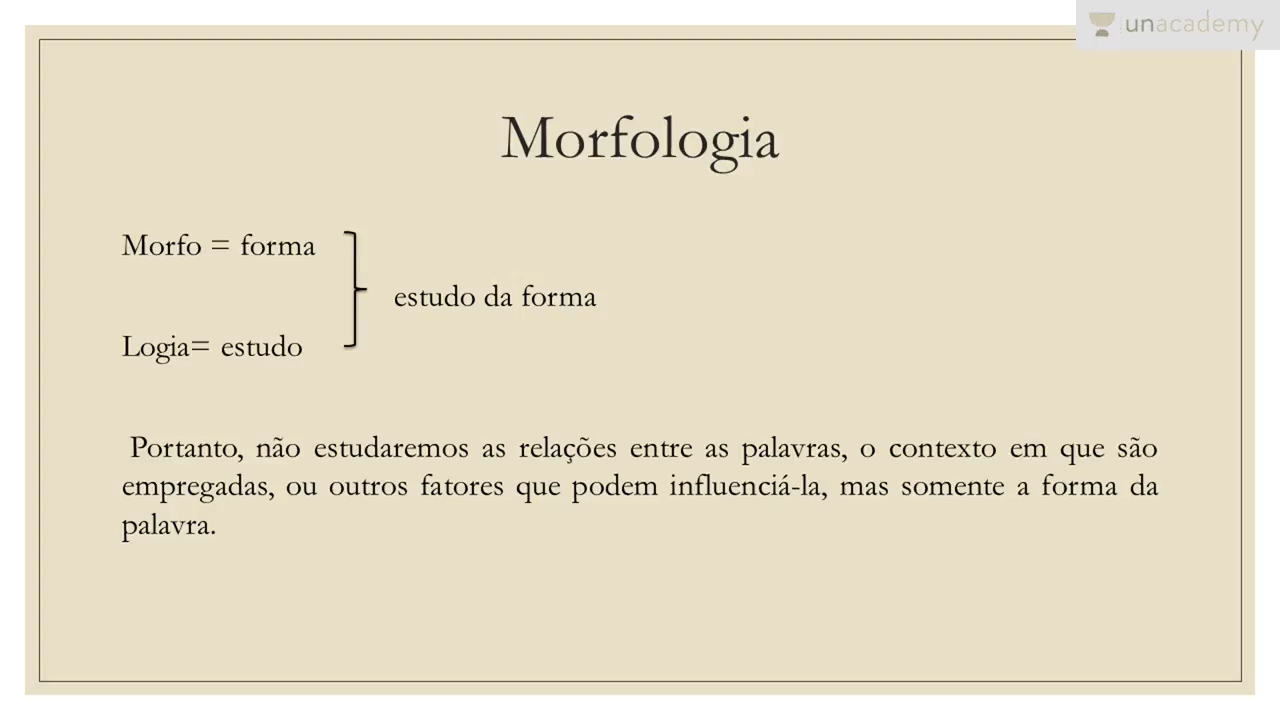 unacademy
Morfologia
Morfo = forma
estudo da forma
Logia= estudo
Portanto, não estudaremos as relações entre as palavras, o contexto em que são
empregadas, ou outros fatores que podem influenciá-la, mas somente a forma da
palavra.